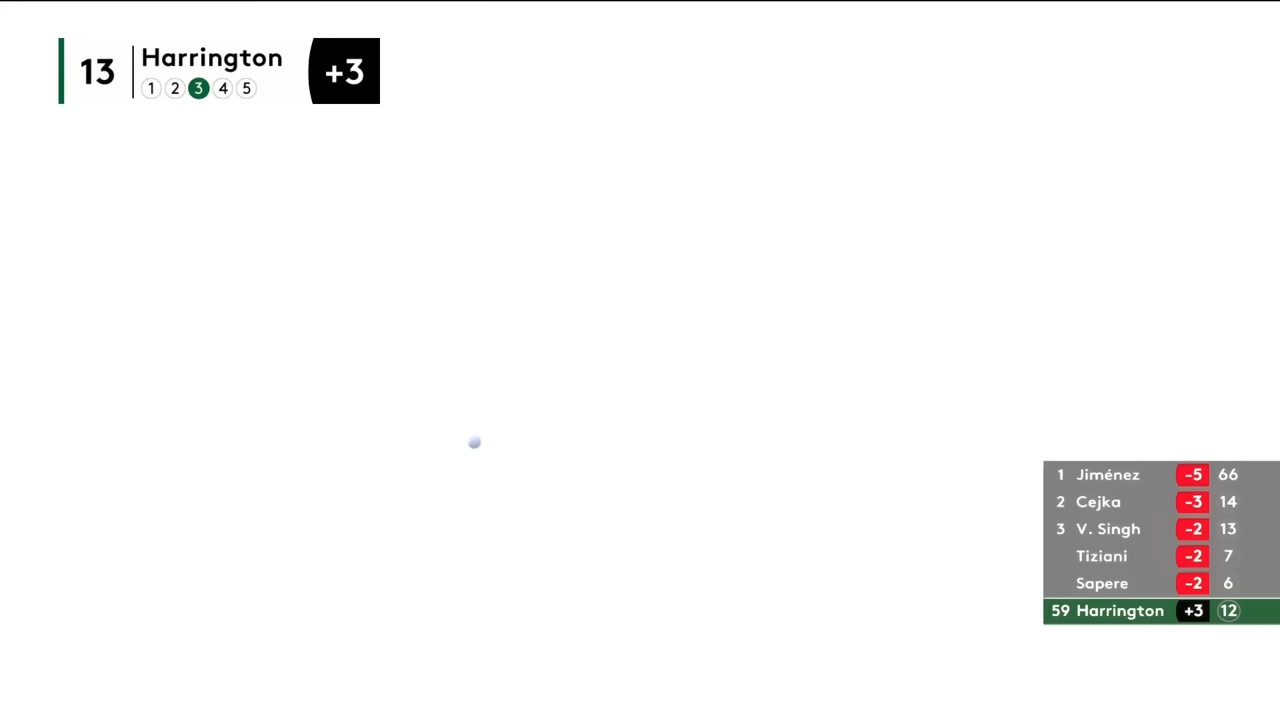 13 Harrington +3
1 2 3 4 5
1 Jiménez -5 66
2 Cejka -3 14
3 V. Singh -2 13
Tiziani -2 7
Sapere -2 6
59 Harrington +3 12